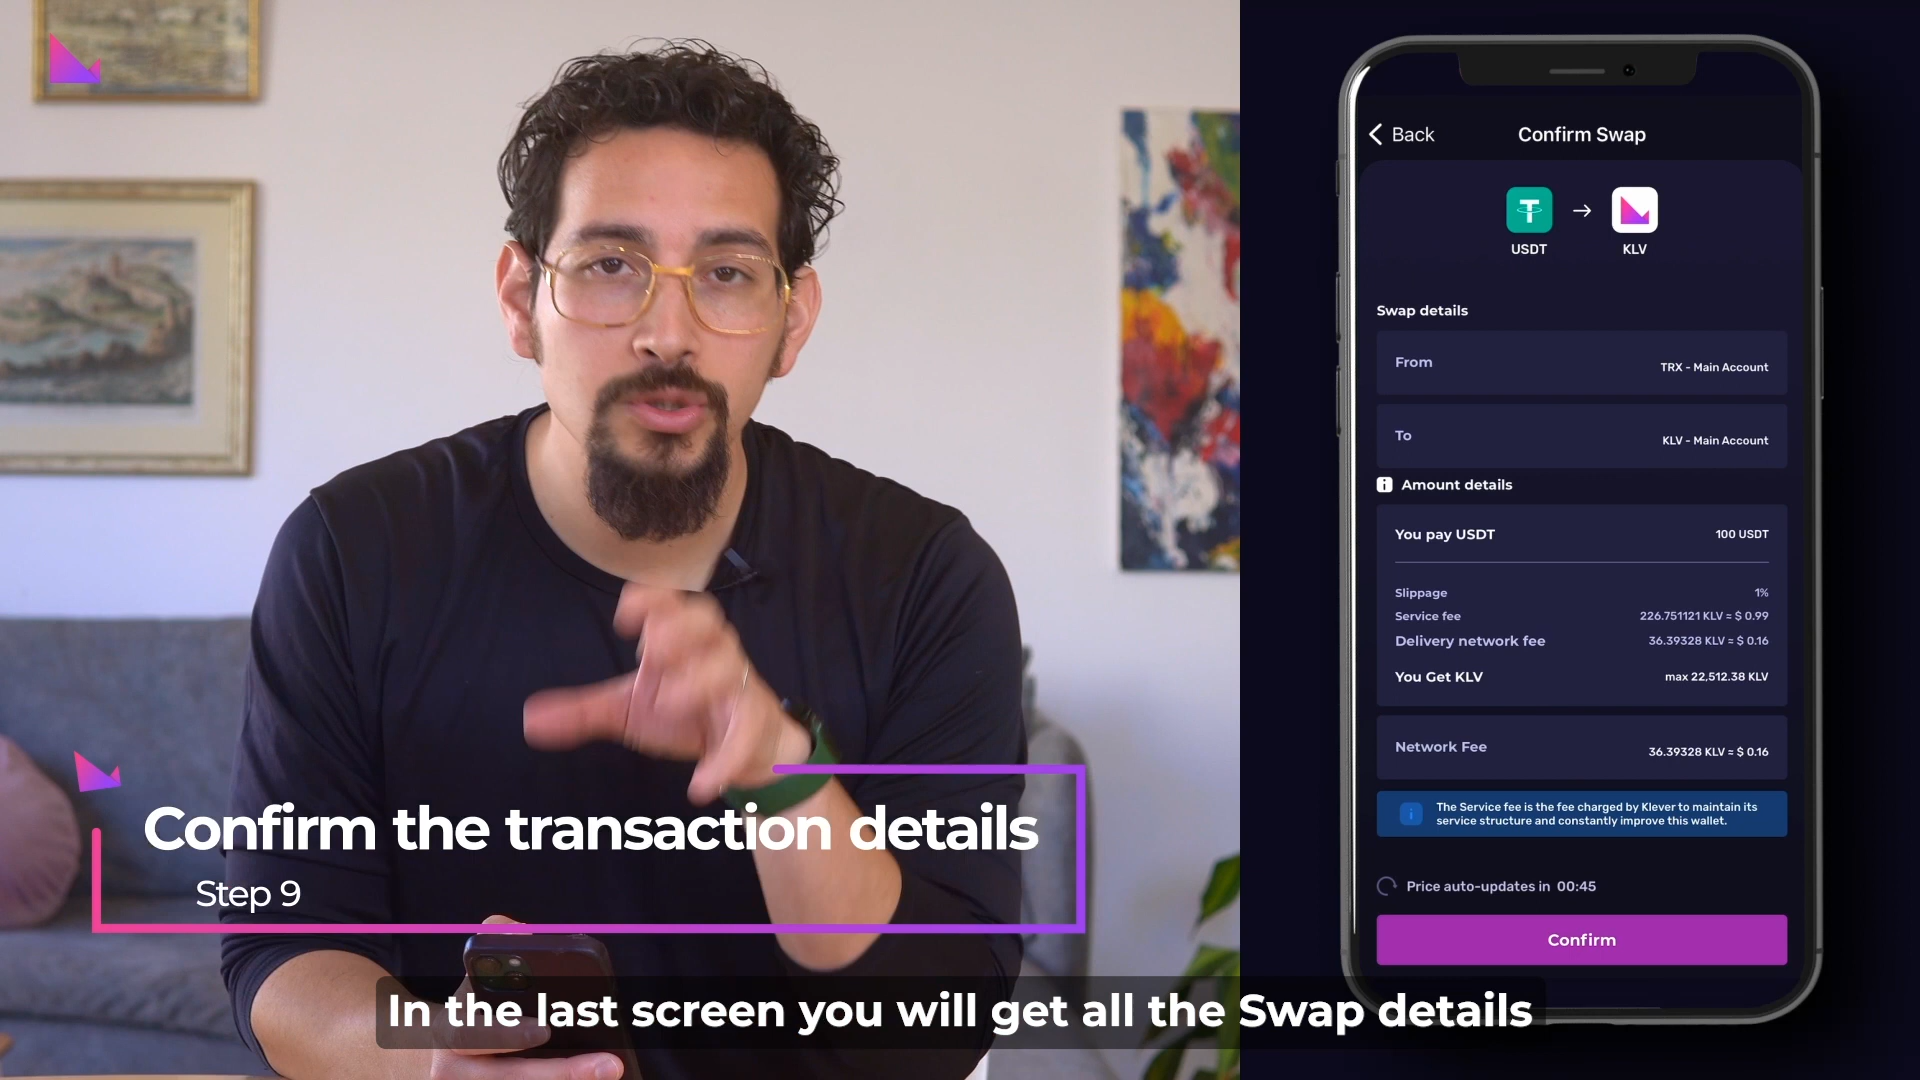 Back
Confirm Swap
USDT
KLV
Swap details
From
TRX - Main Account
To
KLV - Main Account
Amount details
You pay USDT
100 USDT
Slippage
1%
Service fee
226.751121 KLV = $ 0.99
Delivery network fee
36.39328 KLV = $ 0.16
You Get KLV
max 22,512.38 KLV
Network Fee
36.39328 KLV = $ 0.16
The Service fee is the fee charged by Klever to maintain its
service structure and constantly improve this wallet.
Price auto-updates in 00:45
Confirm
Confirm the transaction details
Step 9
In the last screen you will get all the Swap details